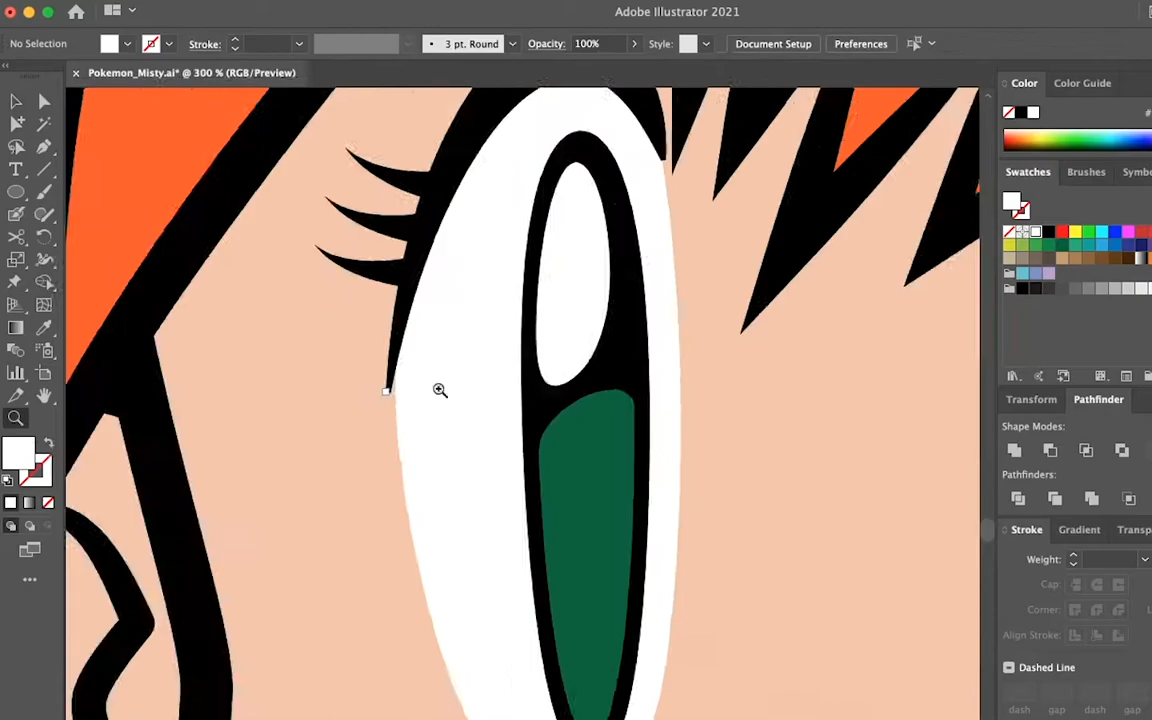 Adobe Illustrator 2021
No Selection
Stroke:
3 pt. Round
Opacity:
100%
Style:
Document Setup
Preferences
× Pokemon_Misty.ai* @ 300 % (RGB/Preview)
Color
Color Guide
#
Swatches
Brushes
Symbo
Transform
Pathfinder
Shape Modes:
Pathfinders:
Stroke
Gradient
Transp
Weight:
Cap:
Corner:
L
Align Stroke:
Dashed Line
dash
gap
dash
gap